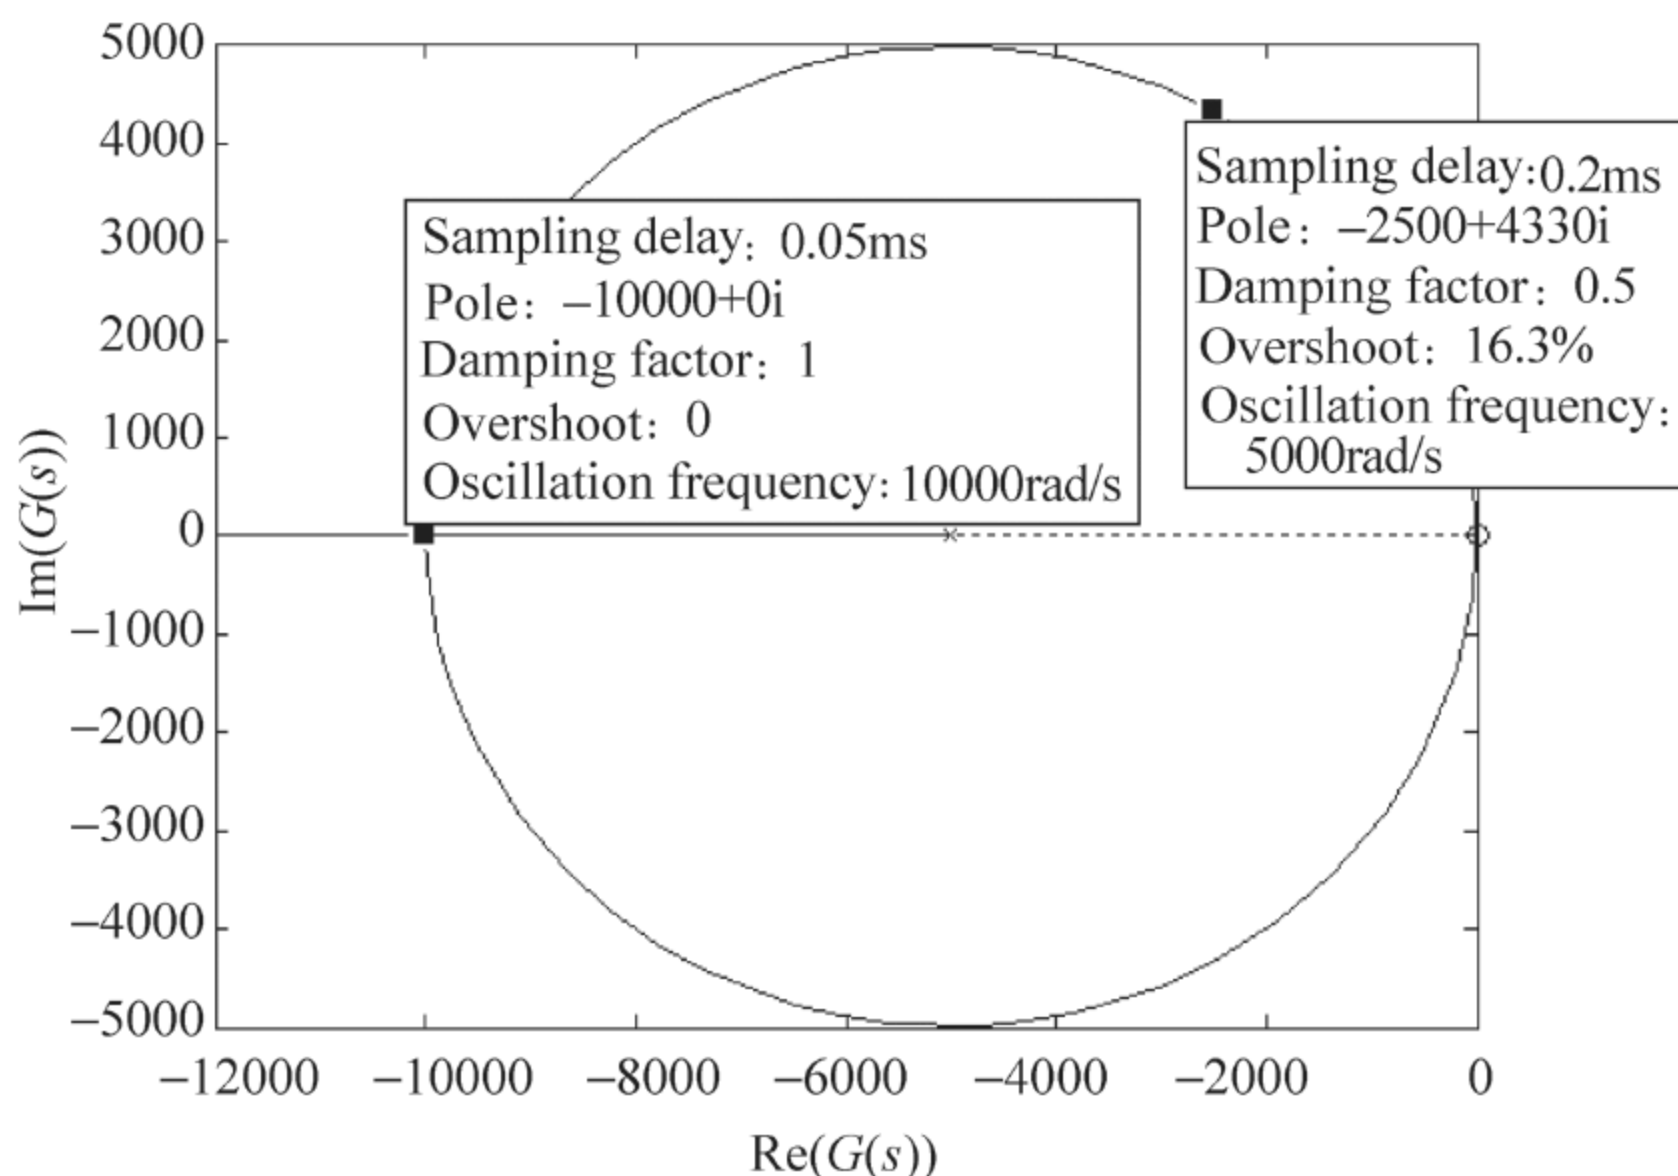 5000
4000
3000
2000
1000
0
−1000
−2000
−3000
−4000
−5000
Im(G(s))
Sampling delay: 0.05ms
Pole: −10000+0i
Damping factor: 1
Overshoot: 0
Oscillation frequency: 10000rad/s
Sampling delay:0.2ms
Pole: −2500+4330i
Damping factor: 0.5
Overshoot: 16.3%
Oscillation frequency:
5000rad/s
−12000 −10000 −8000 −6000 −4000 −2000 0
Re(G(s))